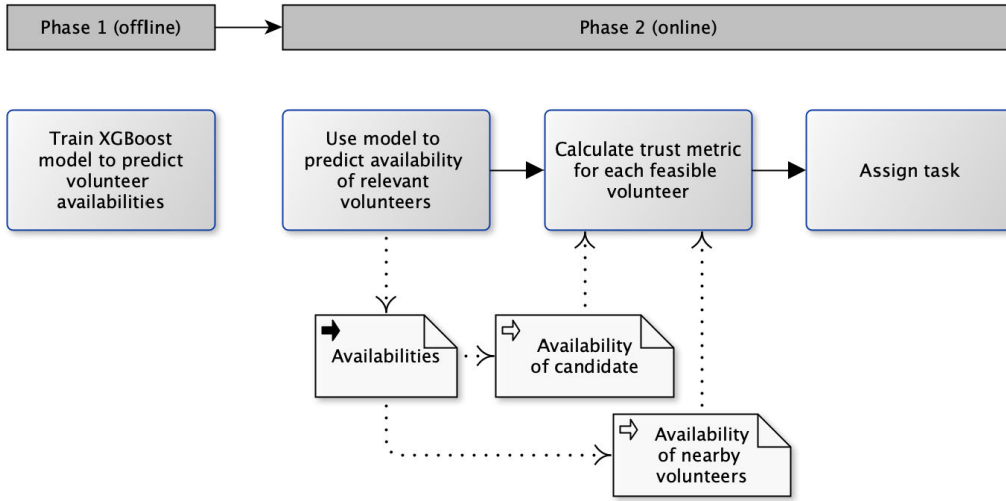 Phase 1 (offline)
Phase 2 (online)
Train XGBoost
model to predict
volunteer
availabilities
Use model to
predict availability
of relevant
volunteers
Calculate trust metric
for each feasible
volunteer
Assign task
Availabilities
Availability
of candidate
Availability
of nearby
volunteers